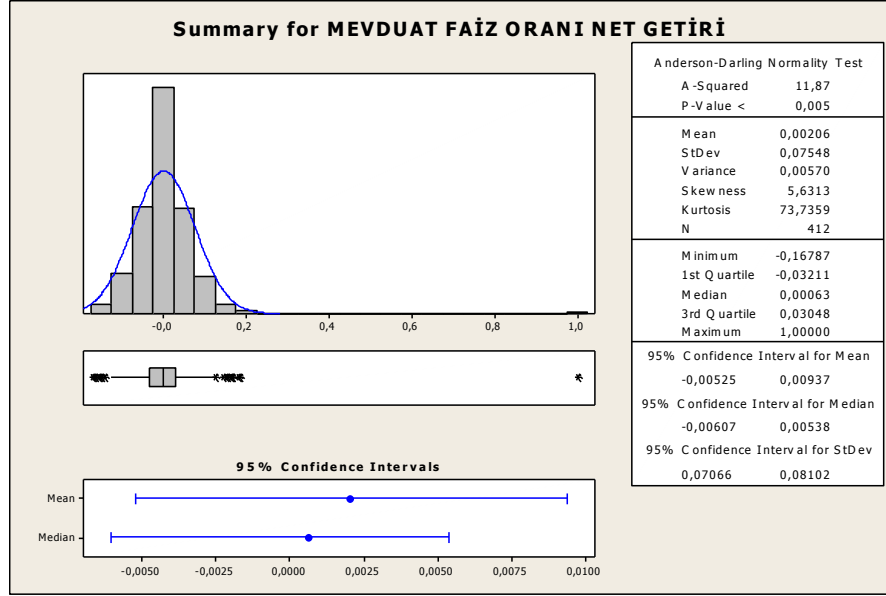 Summary for MEVDUAT FAİZ ORANI NET GETİRİ
-0,0 0,2 0,4 0,6 0,8 1,0
95% Confidence Intervals
Mean
Median
-0,0050 -0,0025 0,0000 0,0025 0,0050 0,0075 0,0100
Anderson-Darling Normality Test
A-Squared 11,87
P-Value < 0,005
Mean 0,00206
StDev 0,07548
Variance 0,00570
Skewness 5,6313
Kurtosis 73,7359
N 412
Minimum -0,16787
1st Quartile -0,03211
Median 0,00063
3rd Quartile 0,03048
Maximum 1,00000
95% Confidence Interval for Mean
-0,00525 0,00937
95% Confidence Interval for Median
-0,00607 0,00538
95% Confidence Interval for StDev
0,07066 0,08102